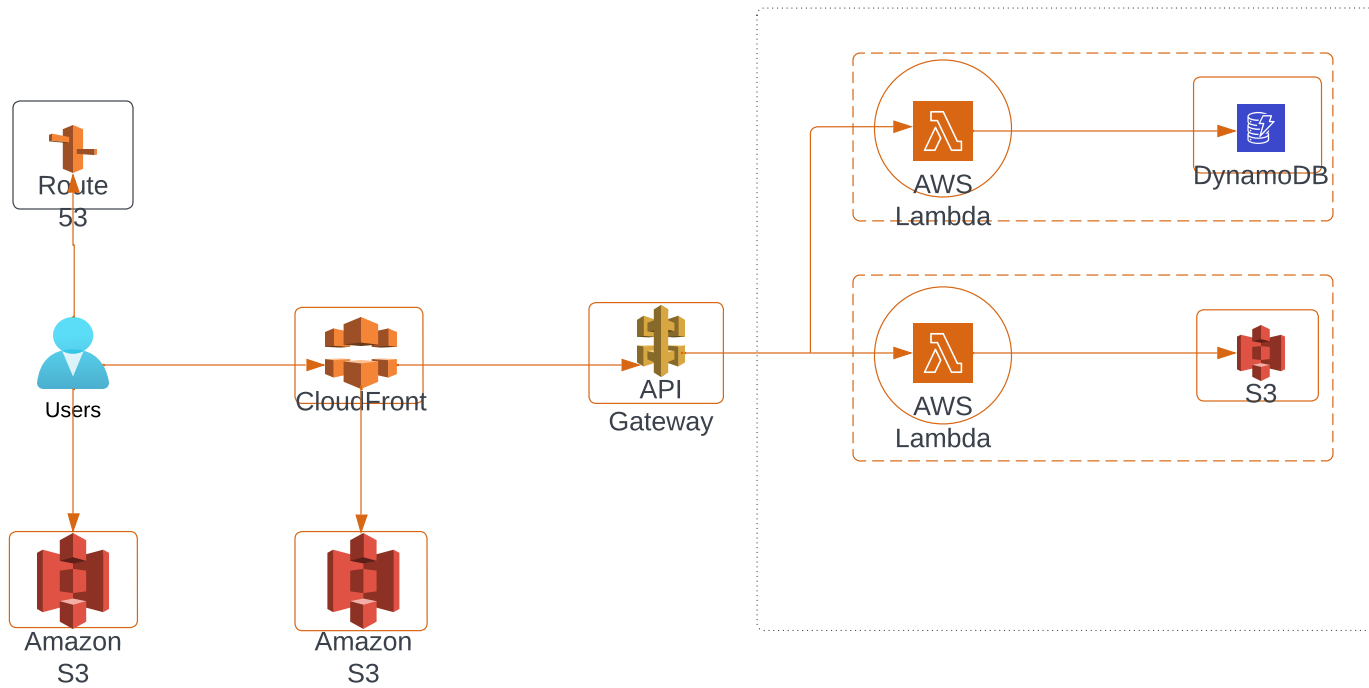 Route
53
AWS
Lambda
DynamoDB
Users
CloudFront
API
Gateway
AWS
Lambda
S3
Amazon
S3
Amazon
S3